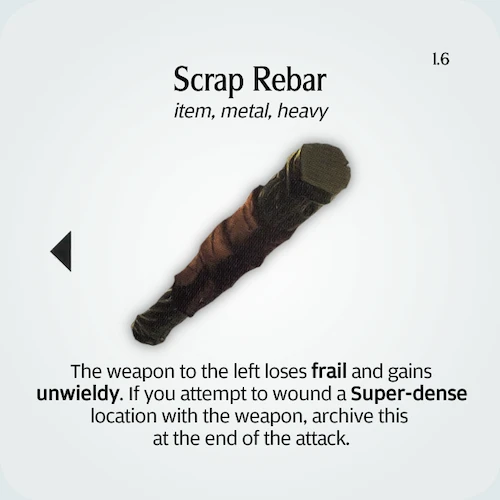 1.6
Scrap Rebar
item, metal, heavy
The weapon to the left loses frail and gains
unwieldy. If you attempt to wound a Super-dense
location with the weapon, archive this
at the end of the attack.